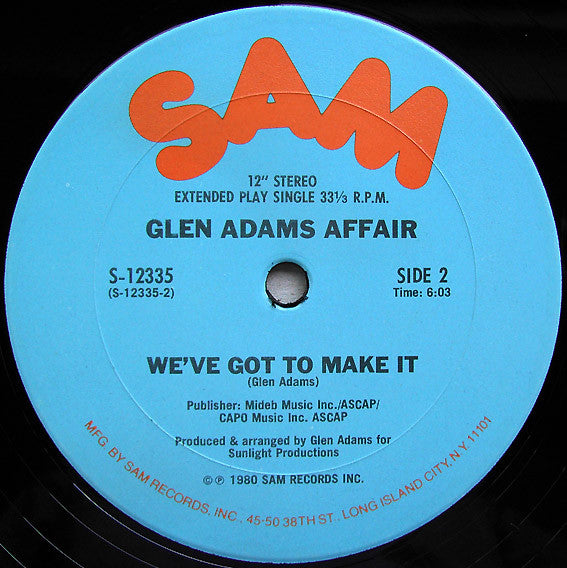 SAM
12" STEREO
EXTENDED PLAY SINGLE 33⅓ R.P.M.
GLEN ADAMS AFFAIR
S-12335
(S-12335-2)
SIDE 2
Time: 6:03
WE'VE GOT TO MAKE IT
(Glen Adams)
Publisher: Mideb Music Inc./ASCAP/
CAPO Music Inc. ASCAP
Produced & arranged by Glen Adams for
Sunlight Productions
©℗ 1980 SAM RECORDS INC.
MFG. BY SAM RECORDS, INC., 45-50 38TH ST., LONG ISLAND CITY, N.Y. 11101